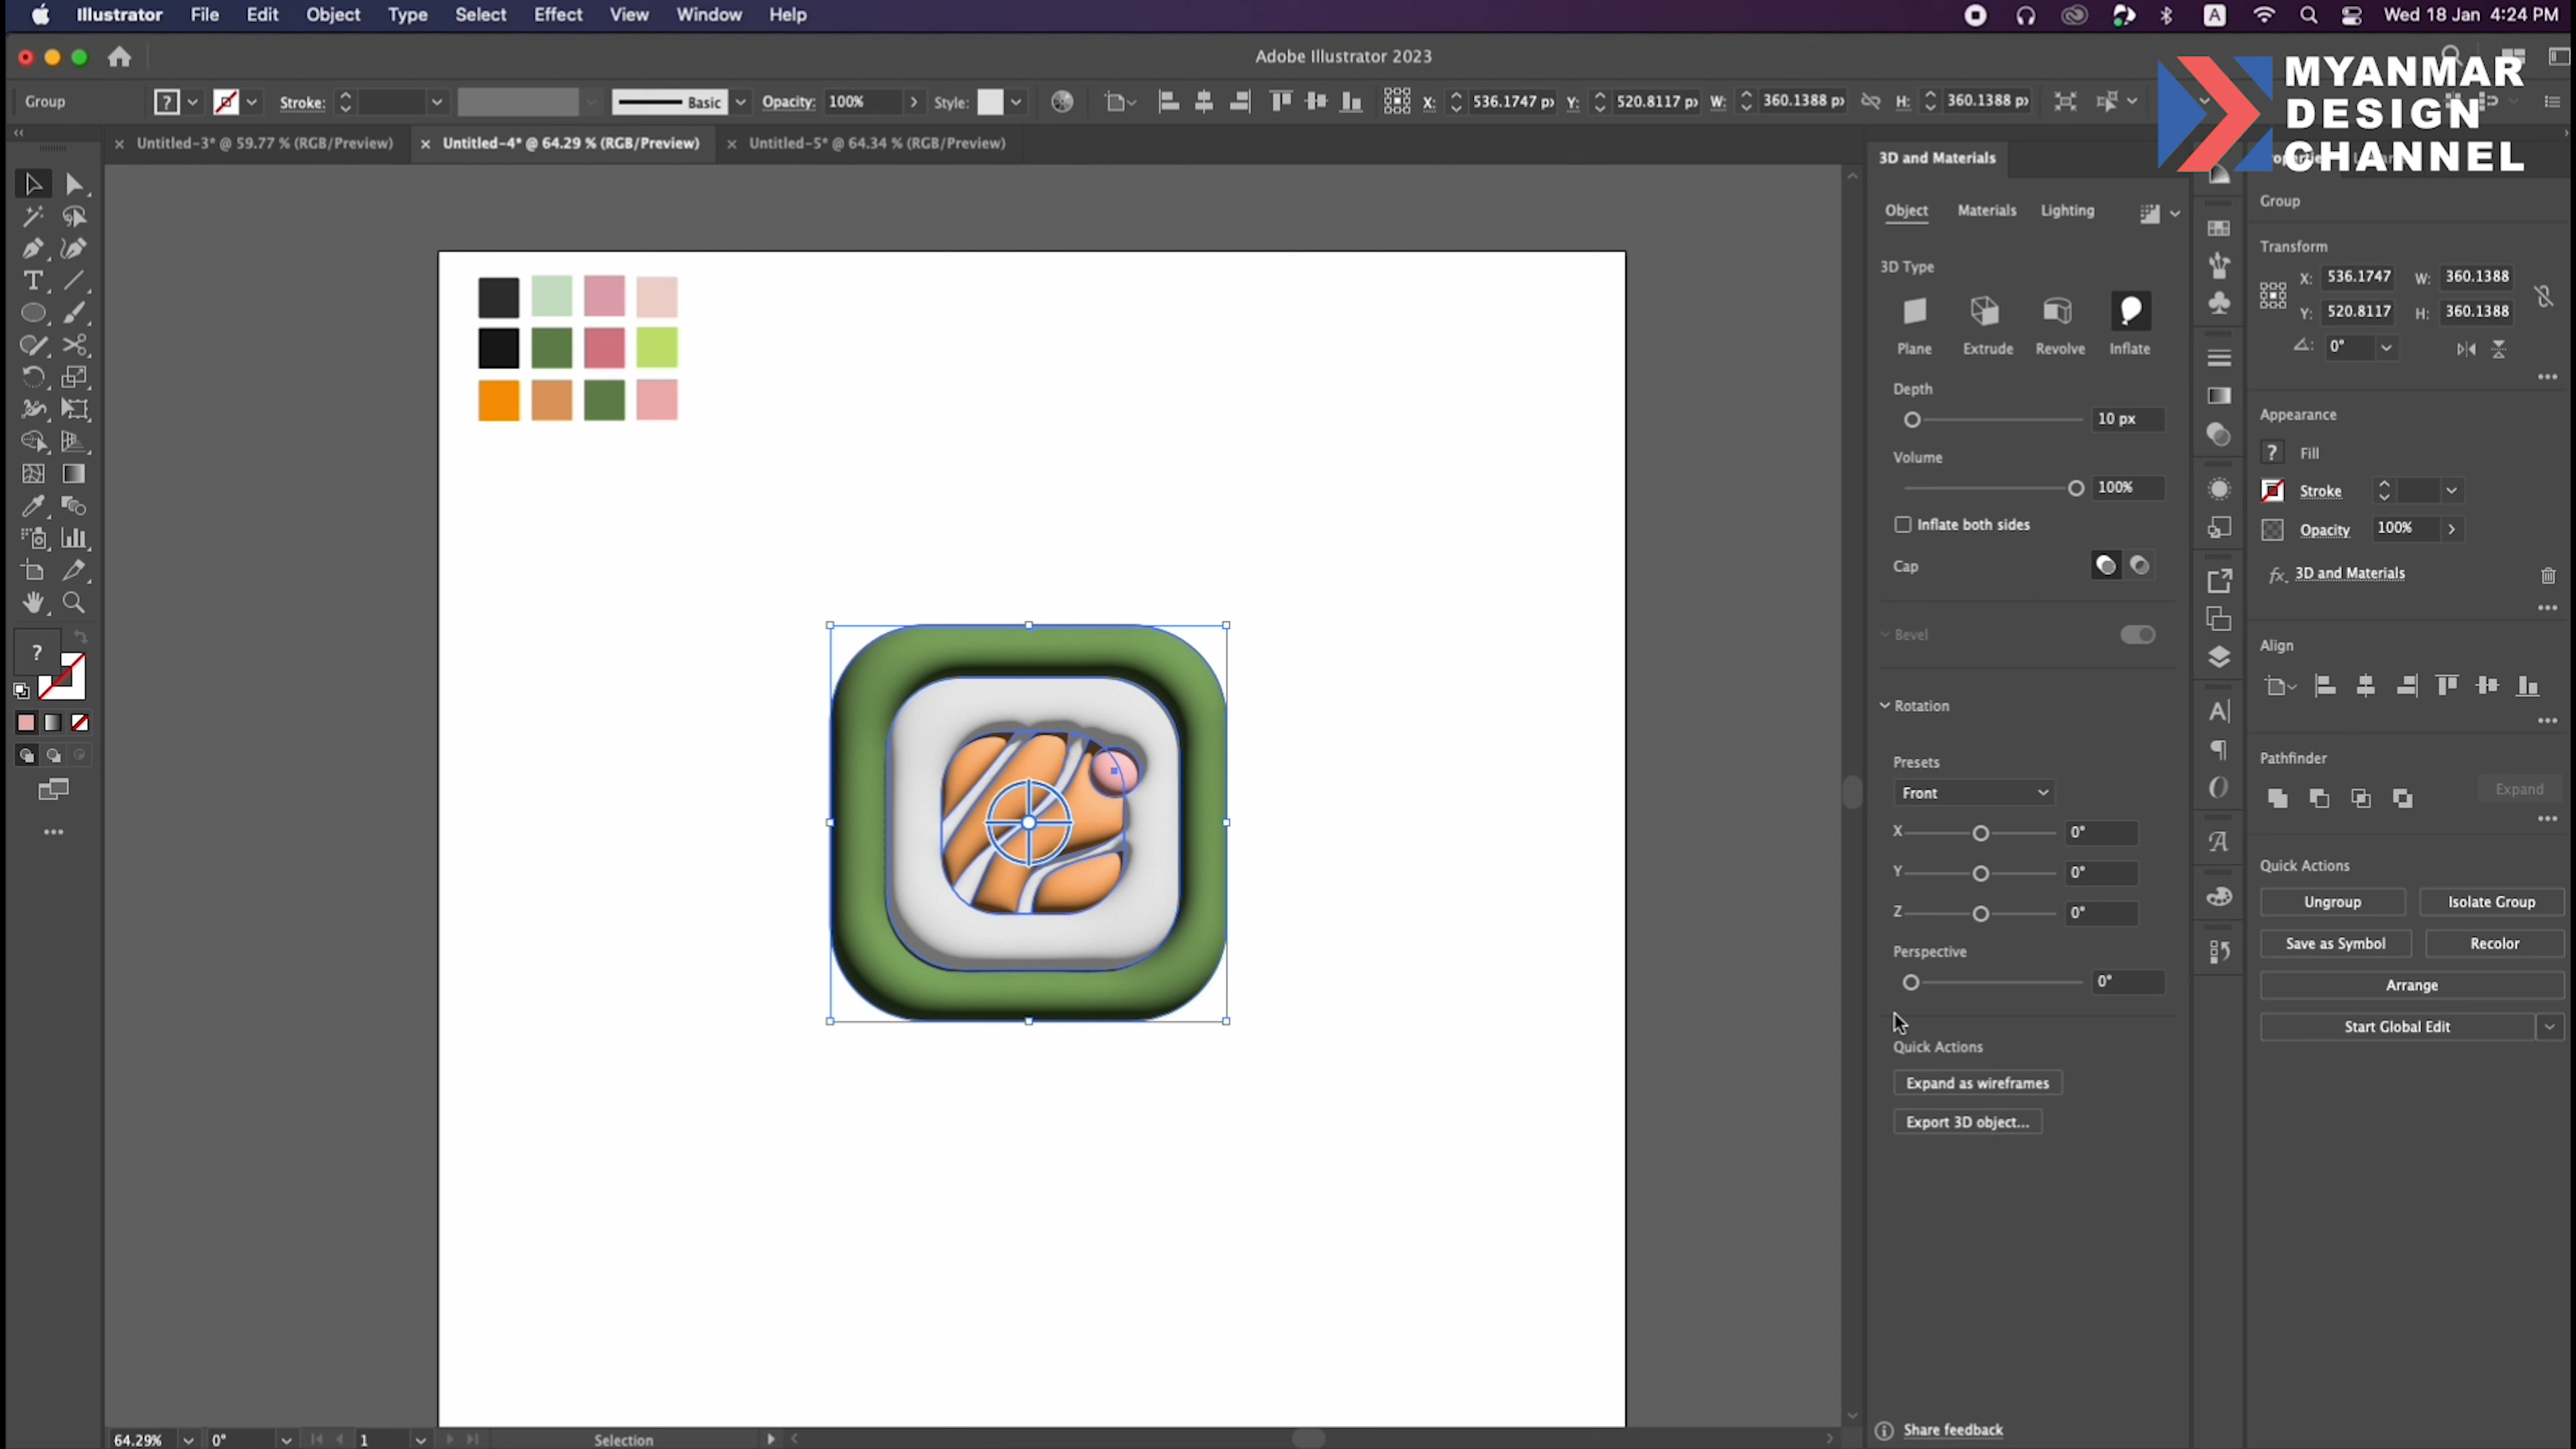 Illustrator File Edit Object Type Select Effect View Window Help
A Wed 18 Jan 4:24 PM
Adobe Illustrator 2023
MYANMAR
DESIGN
CHANNEL
Group ? Stroke: Basic Opacity: 100% Style: X: 536.1747 px Y: 520.8117 px W: 360.1388 px H: 360.1388 px
× Untitled-3* @ 59.77 % (RGB/Preview) × Untitled-4* @ 64.29 % (RGB/Preview) × Untitled-5* @ 64.34 % (RGB/Preview)
3D and Materials
Object Materials Lighting
3D Type
Plane Extrude Revolve Inflate
Depth
10 px
Volume
100%
Inflate both sides
Cap
Bevel
Rotation
Presets
Front
X 0°
Y 0°
Z 0°
Perspective
0°
Quick Actions
Expand as wireframes
Export 3D object...
Share feedback
Group
Transform
X: 536.1747 W: 360.1388
Y: 520.8117 H: 360.1388
0°
Appearance
? Fill
Stroke
Opacity 100%
fx 3D and Materials
Align
Pathfinder
Expand
Quick Actions
Ungroup Isolate Group
Save as Symbol Recolor
Arrange
Start Global Edit
?
64.29% 0° 1 Selection